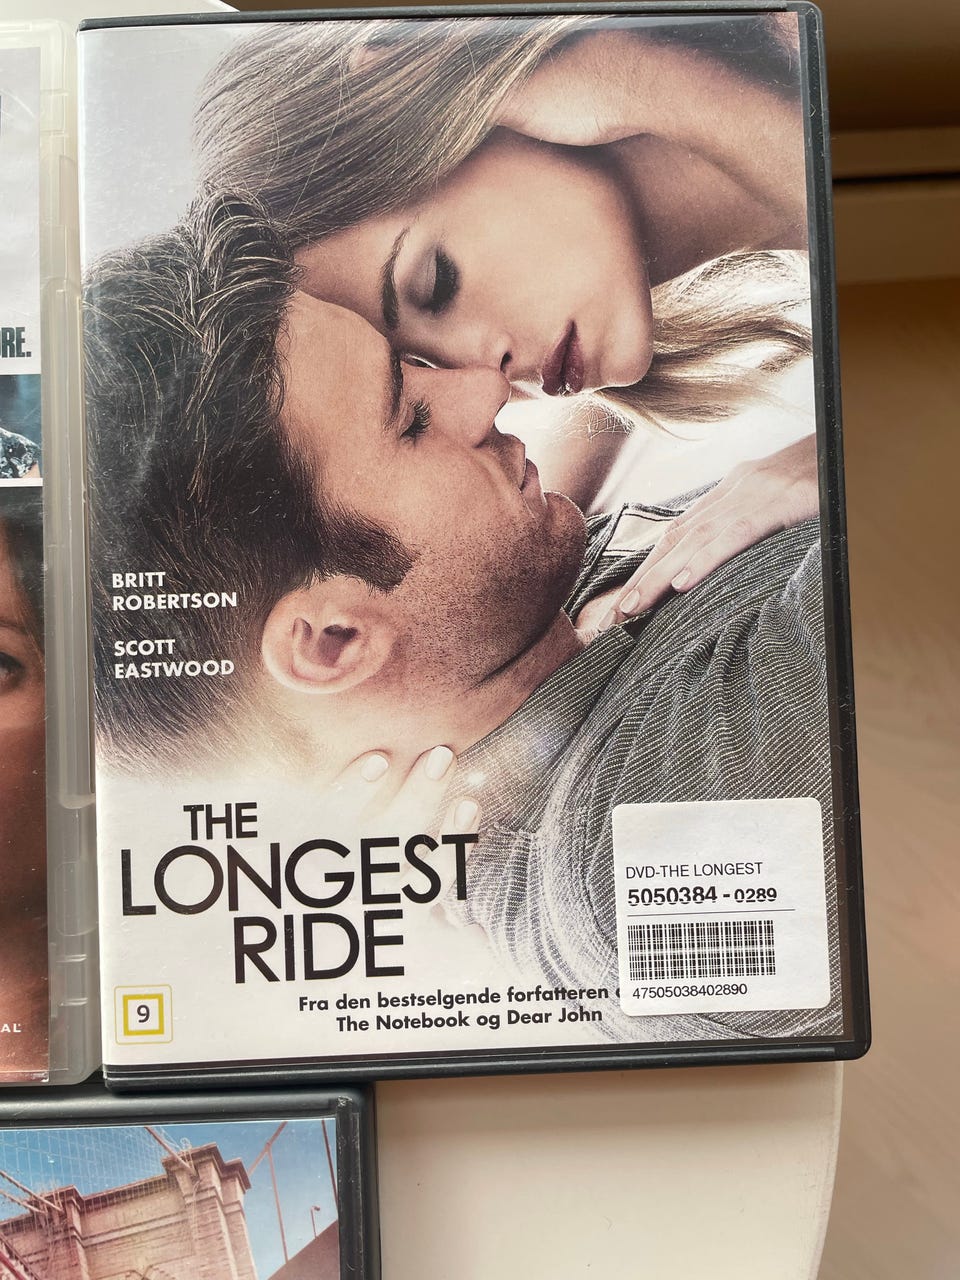 RE.
BRITT
ROBERTSON
SCOTT
EASTWOOD
THE
LONGEST
RIDE
9
Fra den bestselgende forfatteren
The Notebook og Dear John
DVD-THE LONGEST
5050384-0289
47505038402890